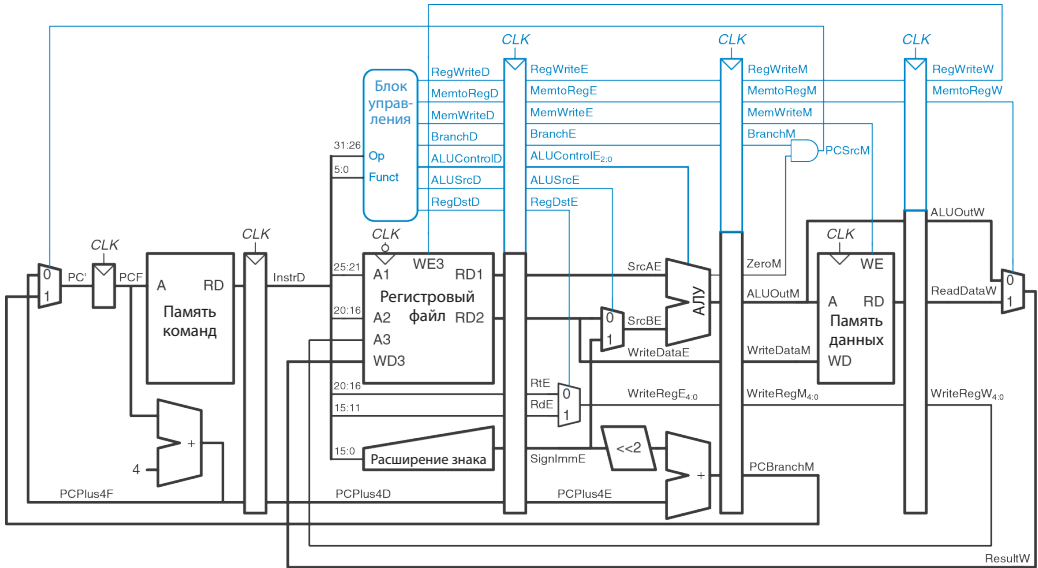 CLK
CLK
CLK
Блок
управ-
ления
RegWriteD
RegWriteE
RegWriteM
RegWriteW
MemtoRegD
MemtoRegE
MemtoRegM
MemtoRegW
MemWriteD
MemWriteE
MemWriteM
BranchD
BranchE
BranchM
PCSrcM
31:26
Op
ALUControlD
ALUControlE2:0
5:0
Funct
ALUSrcD
ALUSrcE
RegDstD
RegDstE
CLK
CLK
CLK
CLK
ALUOutW
0
1
PC'
PCF
A
RD
Память
команд
InstrD
25:21
A1
WE3
RD1
Регистровый
файл
20:16
A2
RD2
A3
WD3
SrcAE
0
1
SrcBE
АЛУ
ZeroM
ALUOutM
WE
A
RD
Память
данных
WD
ReadDataW
0
1
WriteDataE
WriteDataM
20:16
RtE
0
15:11
RdE
1
WriteRegE4:0
WriteRegM4:0
WriteRegW4:0
+
4
15:0
Расширение знака
SignImmE
<<2
+
PCBranchM
PCPlus4F
PCPlus4D
PCPlus4E
ResultW